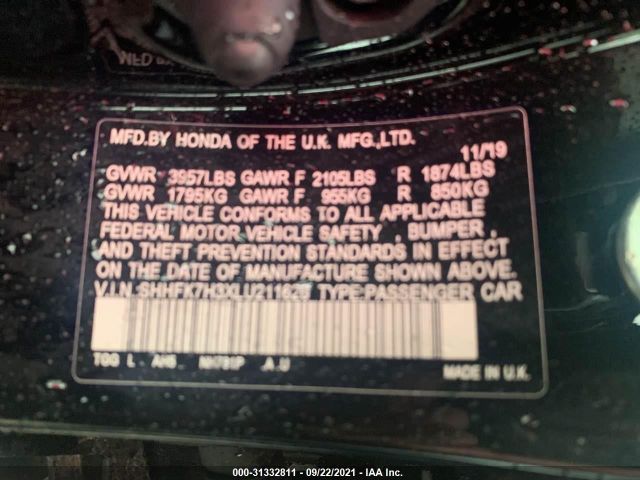 MFD.BY HONDA OF THE U.K. MFG.,LTD.
11/19
GVWR 3957LBS GAWR F 2105LBS R 1874LBS
GVWR 1795KG GAWR F 955KG R 850KG
THIS VEHICLE CONFORMS TO ALL APPLICABLE
FEDERAL MOTOR VEHICLE SAFETY , BUMPER ,
AND THEFT PREVENTION STANDARDS IN EFFECT
ON THE DATE OF MANUFACTURE SHOWN ABOVE.
V.I.N. TYPE:PASSENGER CAR
TGG L A U
MADE IN U.K.
000-31332811 - 09/22/2021 - IAA Inc.